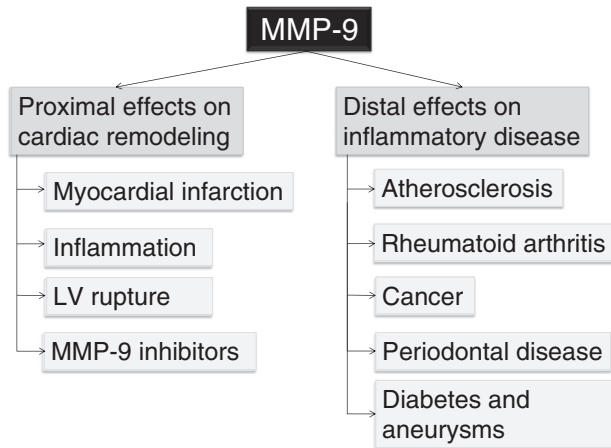 MMP-9
Proximal effects on
cardiac remodeling
Myocardial infarction
Inflammation
LV rupture
MMP-9 inhibitors
Distal effects on
inflammatory disease
Atherosclerosis
Rheumatoid arthritis
Cancer
Periodontal disease
Diabetes and
aneurysms